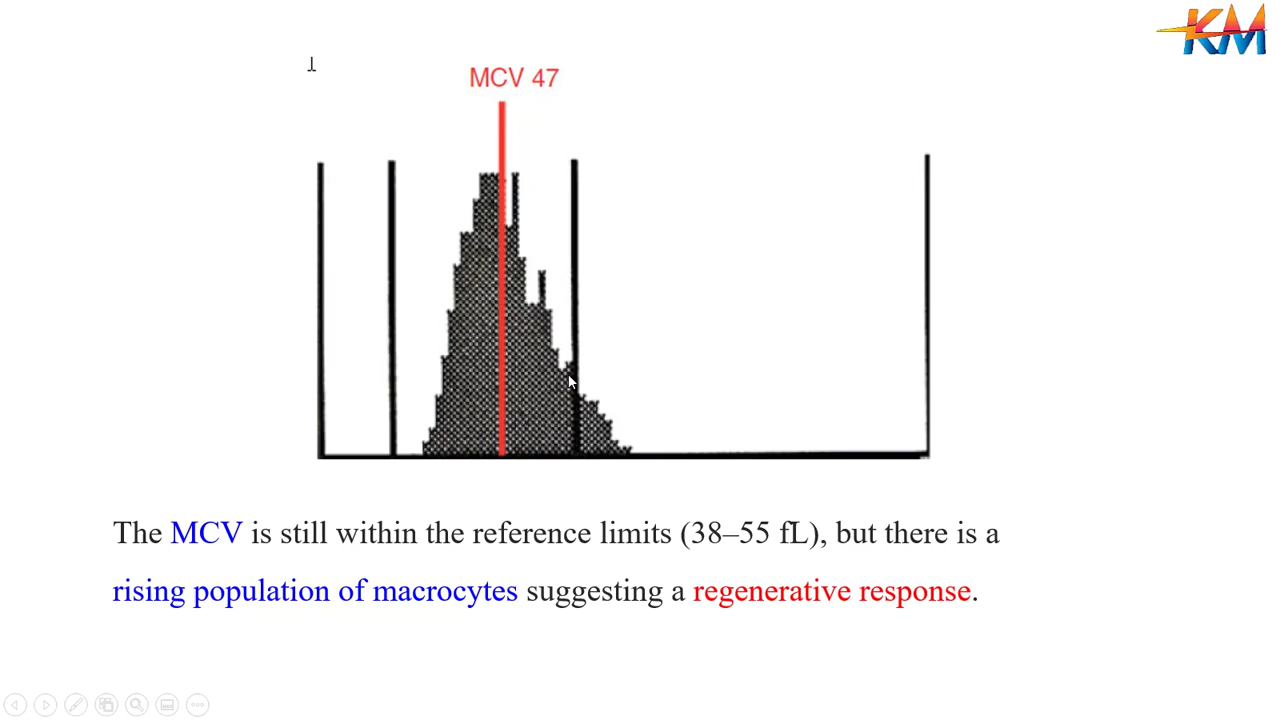 KM
MCV 47
The MCV is still within the reference limits (38–55 fL), but there is a
rising population of macrocytes suggesting a regenerative response.